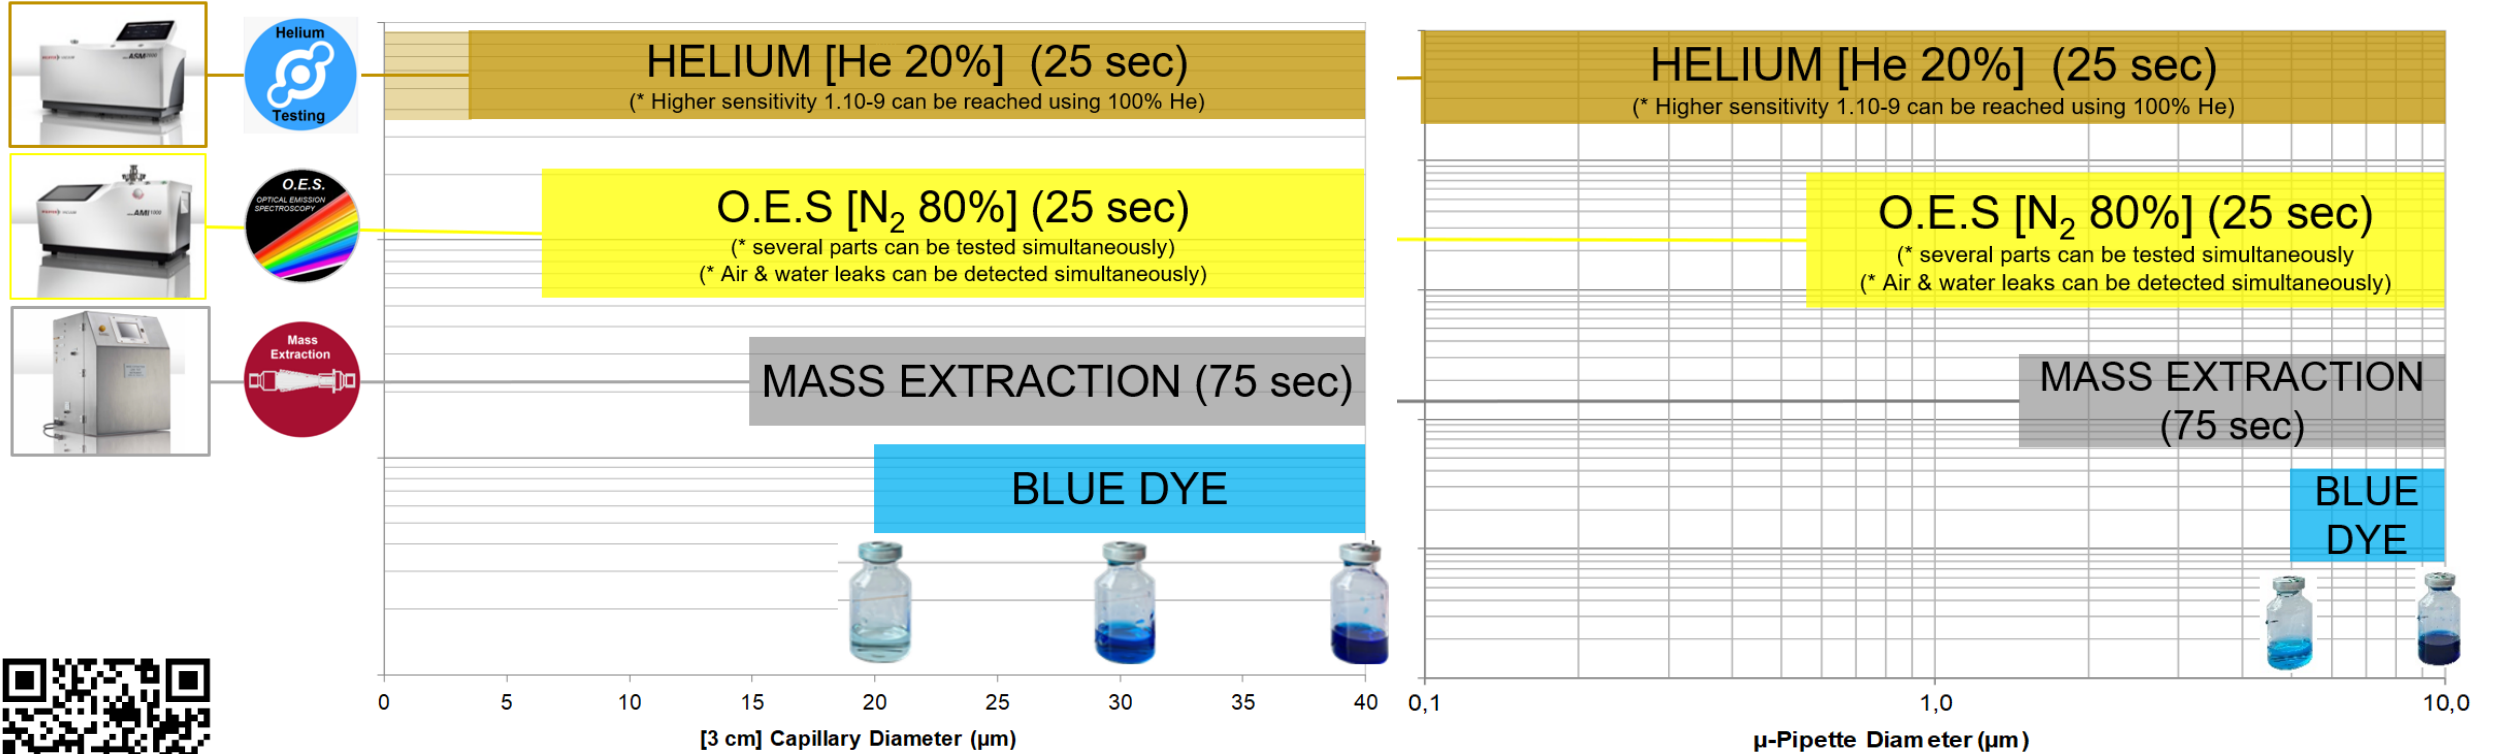 Helium
Testing
HELIUM [He 20%] (25 sec)
(* Higher sensitivity 1.10-9 can be reached using 100% He)
O.E.S.
OPTICAL EMISSION
SPECTROSCOPY
O.E.S [N₂ 80%] (25 sec)
(* several parts can be tested simultaneously)
(* Air & water leaks can be detected simultaneously)
Mass
Extraction
MASS EXTRACTION (75 sec)
BLUE DYE
0 5 10 15 20 25 30 35 40
[3 cm] Capillary Diameter (µm)
HELIUM [He 20%] (25 sec)
(* Higher sensitivity 1.10-9 can be reached using 100% He)
O.E.S [N₂ 80%] (25 sec)
(* several parts can be tested simultaneously
(* Air & water leaks can be detected simultaneously)
MASS EXTRACTION
(75 sec)
BLUE
DYE
0,1 1,0 10,0
µ-Pipette Diameter (µm)